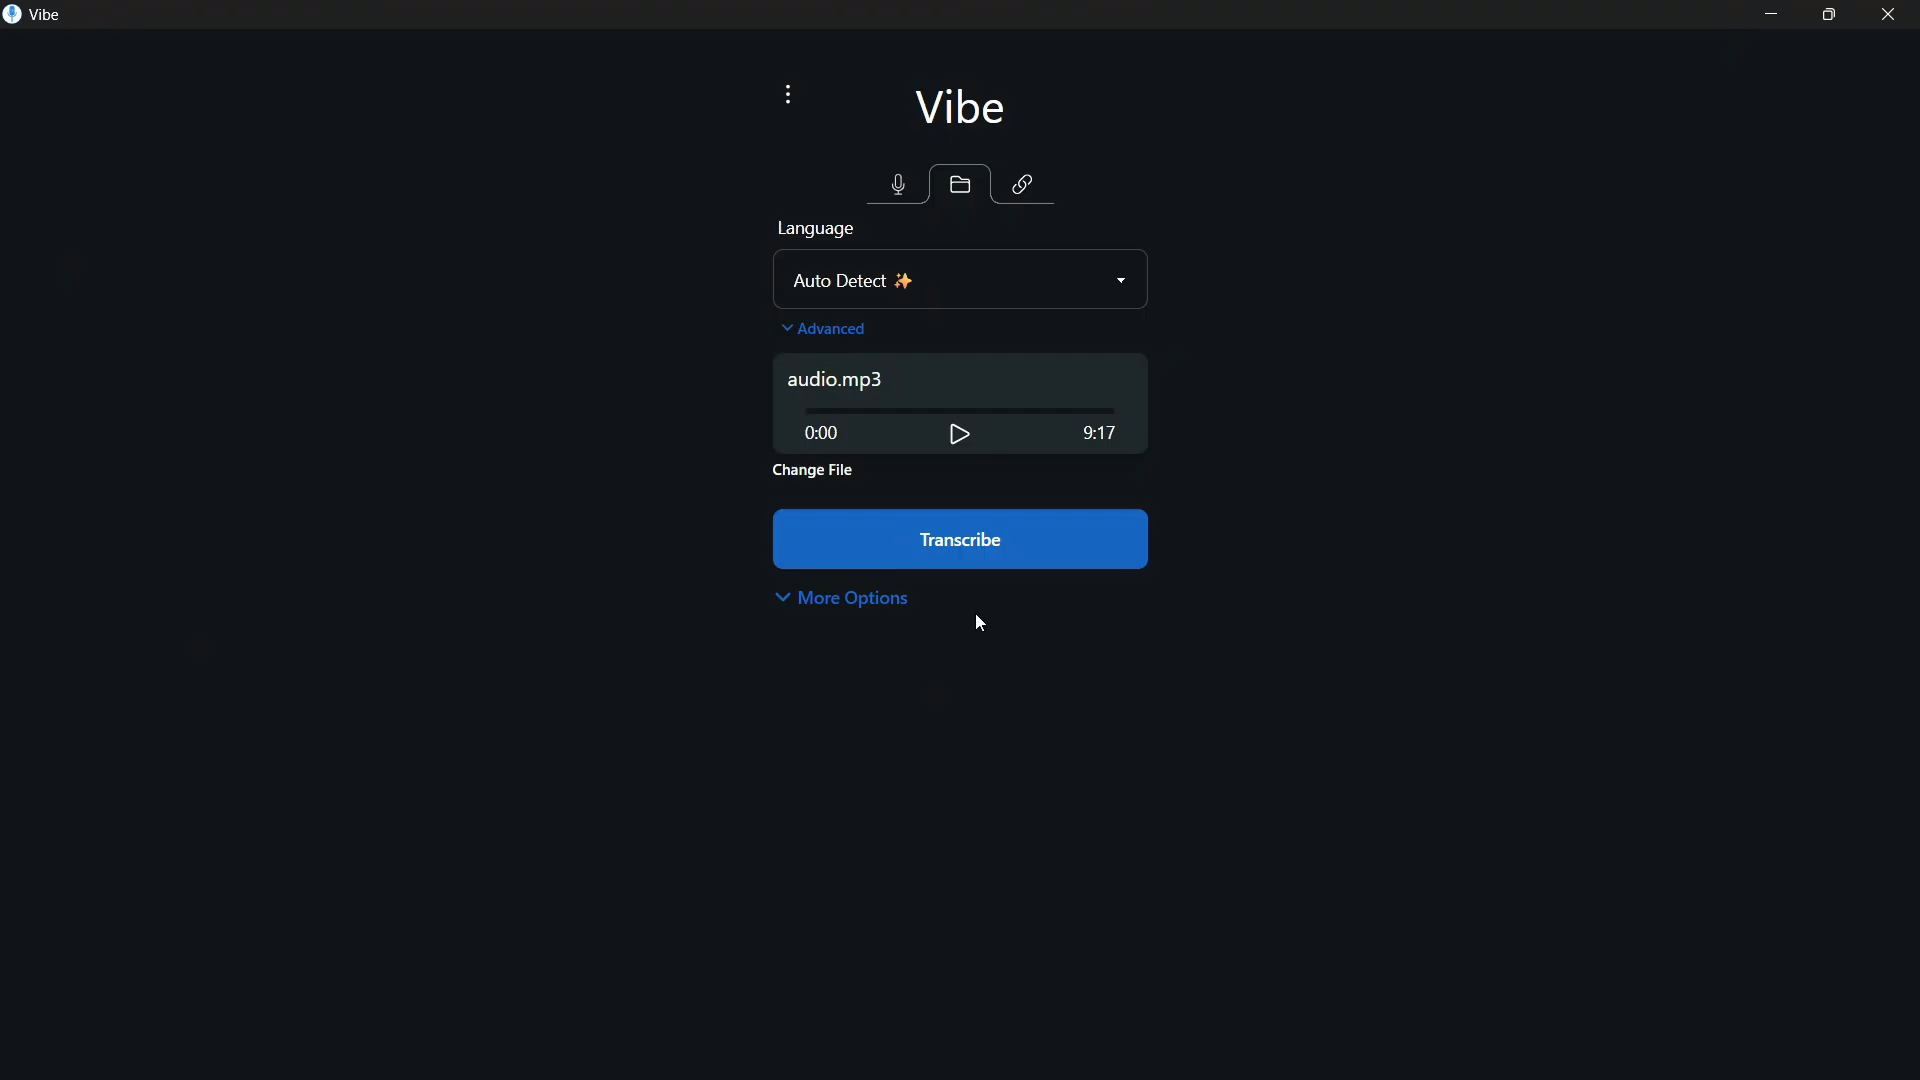 Vibe
Vibe
Language
Auto Detect ✨
Advanced
audio.mp3
0:00 9:17
Change File
Transcribe
More Options